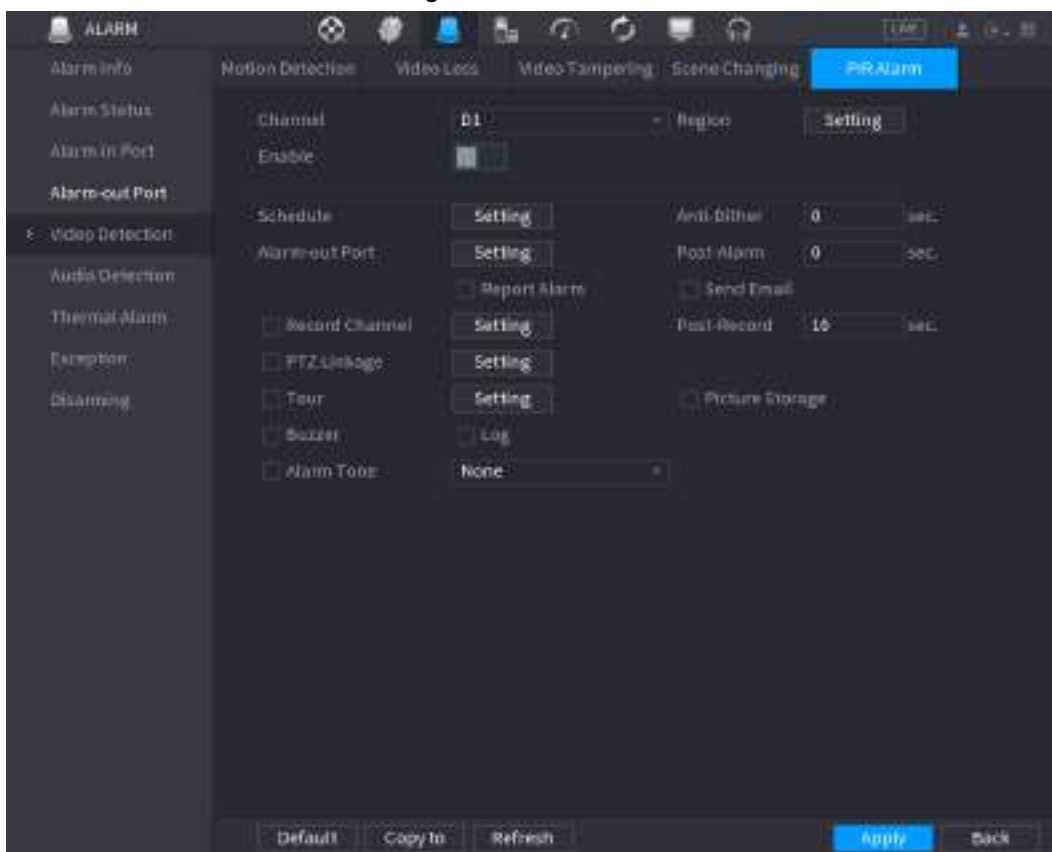 ALARM LIVE
Alarm Info Motion Detection Video Loss Video Tampering Scene Changing PIR Alarm
Alarm Status
Alarm-in Port
Alarm-out Port
Video Detection
Audio Detection
Thermal Alarm
Exception
Disarming
Channel D1 Region Setting
Enable
Schedule Setting Anti-Dither 0 sec.
Alarm-out Port Setting Post-Alarm 0 sec.
Report Alarm Send Email
Record Channel Setting Post-Record 10 sec.
PTZ Linkage Setting
Tour Setting Picture Storage
Buzzer Log
Alarm Tone None
Default Copy to Refresh Apply Back